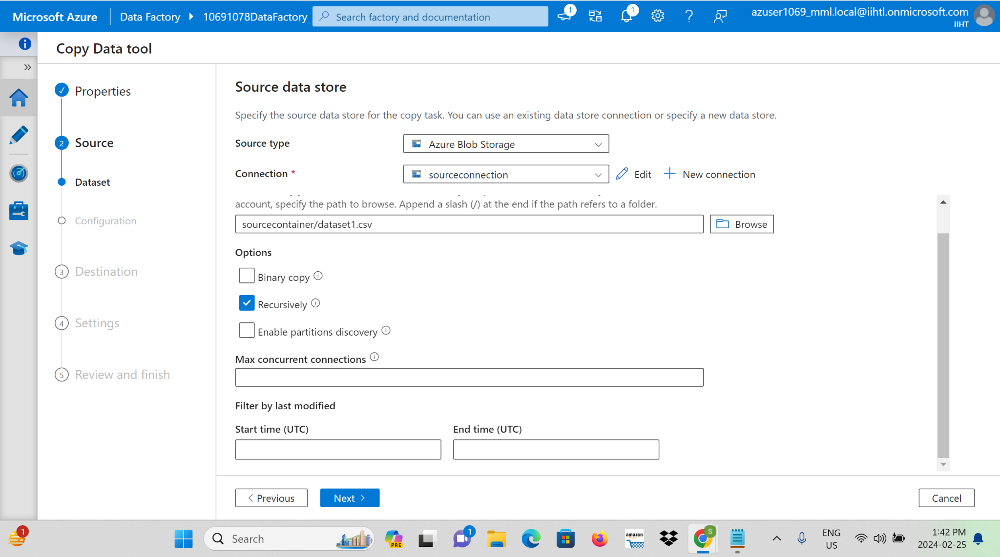 Microsoft Azure
Data Factory
10691078DataFactory
Search factory and documentation
1
1
azuser1069_mml.local@iihtl.onmicrosoft.com
IIHT
Copy Data tool
Properties
2 Source
Dataset
Configuration
3 Destination
4 Settings
5 Review and finish
Source data store
Specify the source data store for the copy task. You can use an existing data store connection or specify a new data store.
Source type
Azure Blob Storage
Connection *
sourceconnection
Edit
New connection
account, specify the path to browse. Append a slash (/) at the end if the path refers to a folder.
sourcecontainer/dataset1.csv
Browse
Options
Binary copy
Recursively
Enable partitions discovery
Max concurrent connections
Filter by last modified
Start time (UTC)
End time (UTC)
< Previous
Next >
Cancel
1
Search
PRE
1
amazon
S
ENG
US
1:42 PM
2024-02-25